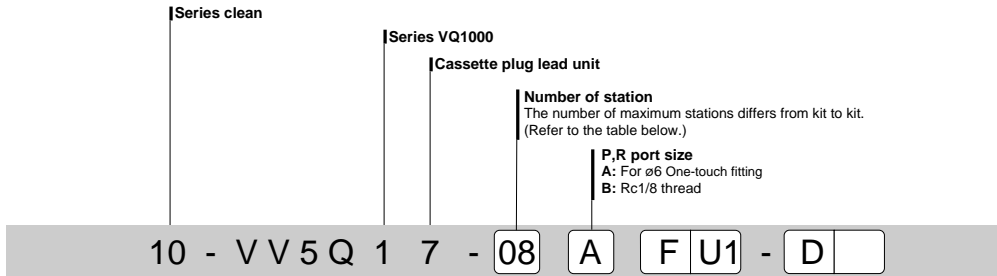 Series clean
Series VQ1000
Cassette plug lead unit
Number of station
The number of maximum stations differs from kit to kit.
(Refer to the table below.)
P,R port size
A: For ø6 One-touch fitting
B: Rc1/8 thread
10 - VV5Q 1 7 - 08 A F U1 - D